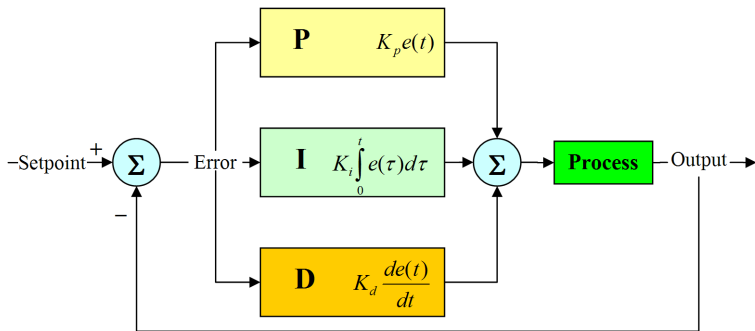 P K_p e(t)
–Setpoint
+
Σ
Error
I K_i ∫_0^t e(τ)dτ
Σ
Process
Output
−
D K_d de(t)/dt